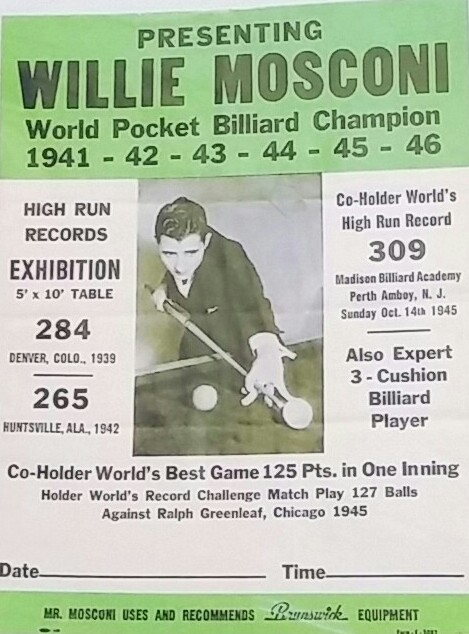 PRESENTING
WILLIE MOSCONI
World Pocket Billiard Champion
1941 - 42 - 43 - 44 - 45 - 46
HIGH RUN
RECORDS
EXHIBITION
5' x 10' TABLE
284
DENVER, COLO., 1939
265
HUNTSVILLE, ALA., 1942
Co-Holder World's
High Run Record
309
Madison Billiard Academy
Perth Amboy, N. J.
Sunday Oct. 14th 1945
Also Expert
3 - Cushion
Billiard
Player
Co-Holder World's Best Game 125 Pts. in One Inning
Holder World's Record Challenge Match Play 127 Balls
Against Ralph Greenleaf, Chicago 1945
Date Time
MR. MOSCONI USES AND RECOMMENDS Brunswick EQUIPMENT